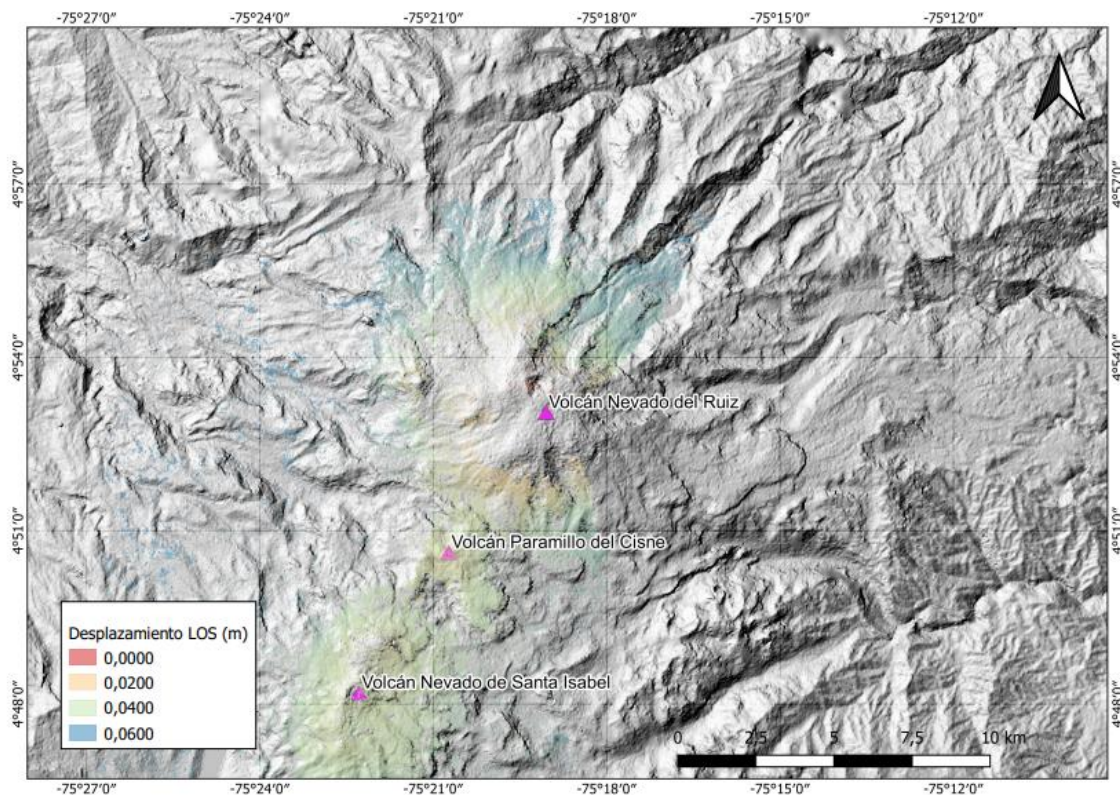 -75°27'0" -75°24'0" -75°21'0" -75°18'0" -75°15'0" -75°12'0"
4°57'0" 4°57'0"
4°54'0" 4°54'0"
Volcán Nevado del Ruiz
4°51'0" 4°51'0"
Volcán Paramillo del Cisne
Desplazamiento LOS (m)
0,0000
0,0200
0,0400
0,0600
Volcán Nevado de Santa Isabel
4°48'0" 4°48'0"
0 2,5 5 7,5 10 km
-75°27'0" -75°24'0" -75°21'0" -75°18'0" -75°15'0" -75°12'0"